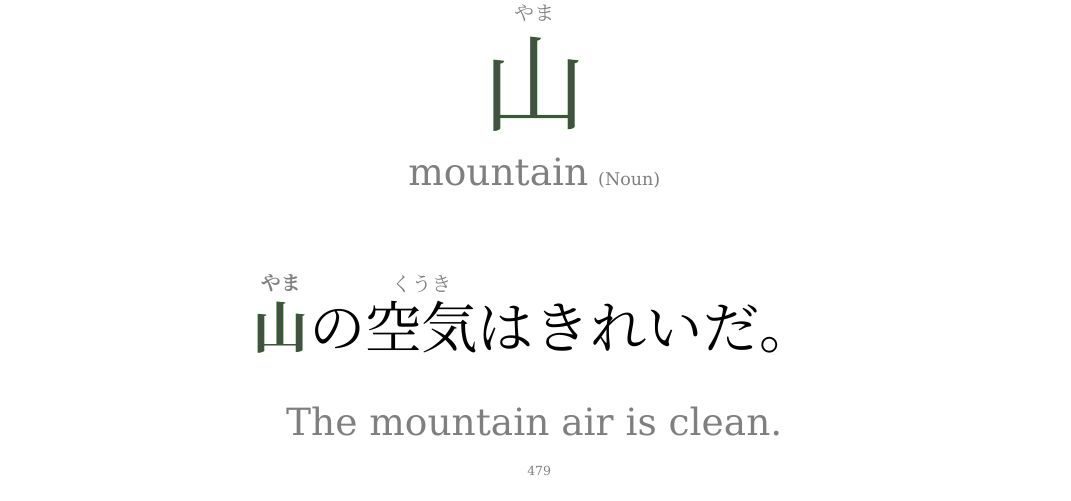 やま
山
mountain (Noun)
やま くうき
山の空気はきれいだ。
The mountain air is clean.
479